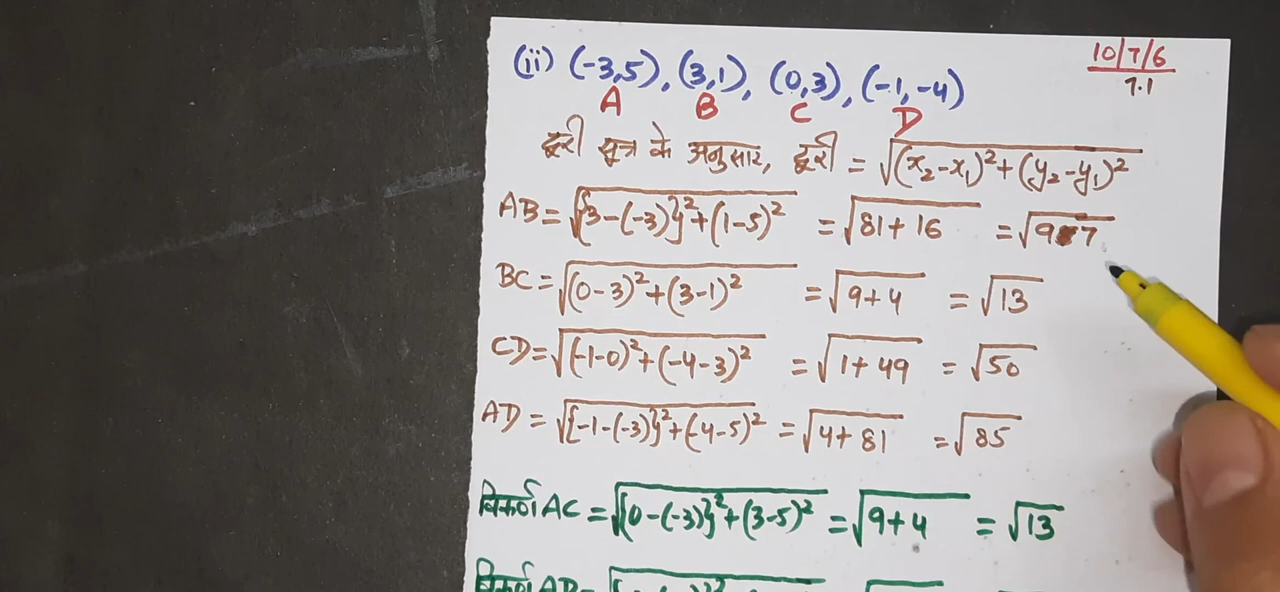 (ii) (-3,5), (3,1), (0,3), (-1,-4)
10/7/6
7.1
A B C D
दूरी सूत्र के अनुसार, दूरी = √(x₂-x₁)²+(y₂-y₁)²
AB = √{3-(-3)}²+(1-5)² = √81+16 = √97
BC = √(0-3)²+(3-1)² = √9+4 = √13
CD = √(-1-0)²+(-4-3)² = √1+49 = √50
AD = √{-1-(-3)}²+(-4-5)² = √4+81 = √85
विकर्ण AC = √{0-(-3)}²+(3-5)² = √9+4 = √13
विकर्ण